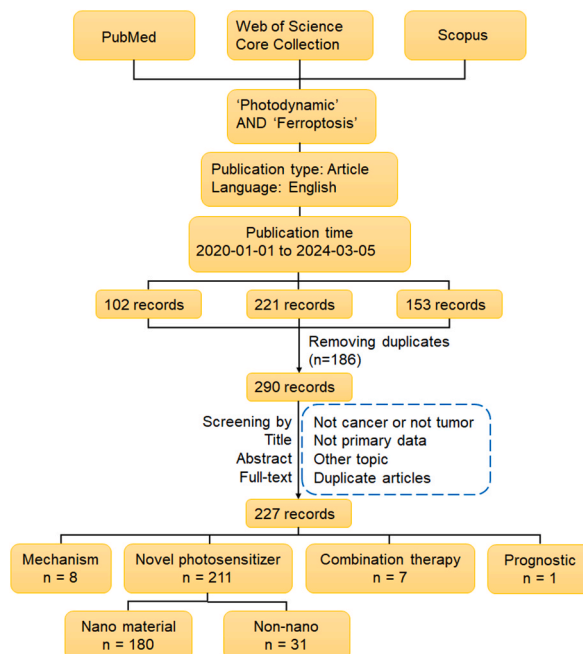 PubMed
Web of Science
Core Collection
Scopus
‘Photodynamic’
AND ‘Ferroptosis’
Publication type: Article
Language: English
Publication time
2020-01-01 to 2024-03-05
102 records
221 records
153 records
Removing duplicates
(n=186)
290 records
Screening by
Title
Abstract
Full-text
Not cancer or not tumor
Not primary data
Other topic
Duplicate articles
227 records
Mechanism
n = 8
Novel photosensitizer
n = 211
Combination therapy
n = 7
Prognostic
n = 1
Nano material
n = 180
Non-nano
n = 31